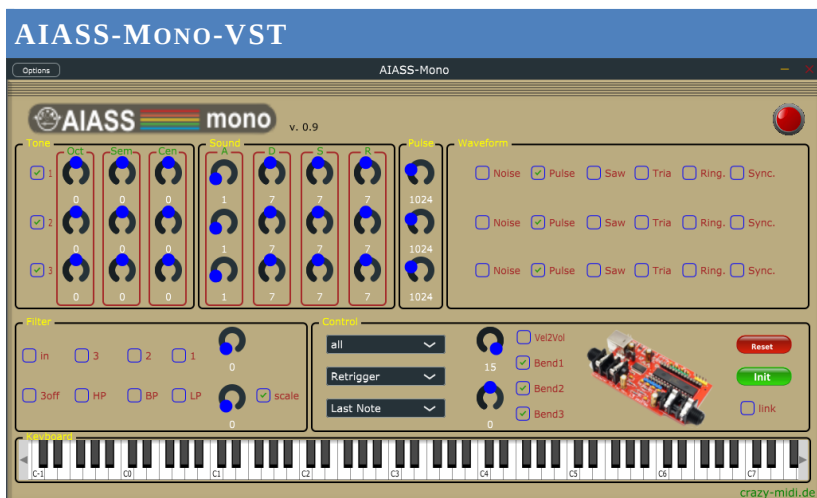 AIASS-MONO-VST
Options AIASS-Mono
AIASS mono v. 0.9
Tone Sound Pulse Waveform
Oct Sem Cen A D S R
1 Noise Pulse Saw Tria Ring. Sync.
0 0 0 1 7 7 7 1024
2 Noise Pulse Saw Tria Ring. Sync.
0 0 0 1 7 7 7 1024
3 Noise Pulse Saw Tria Ring. Sync.
0 0 0 1 7 7 7 1024
Filter Control
all Vel2Vol
in 3 2 1 Reset
0 15 Bend1
Retrigger Init
3off HP BP LP scale Bend2
Last Note Bend3 link
0 0
Keyboard
C-1 C0 C1 C2 C3 C4 C5 C6 C7
crazy-midi.de